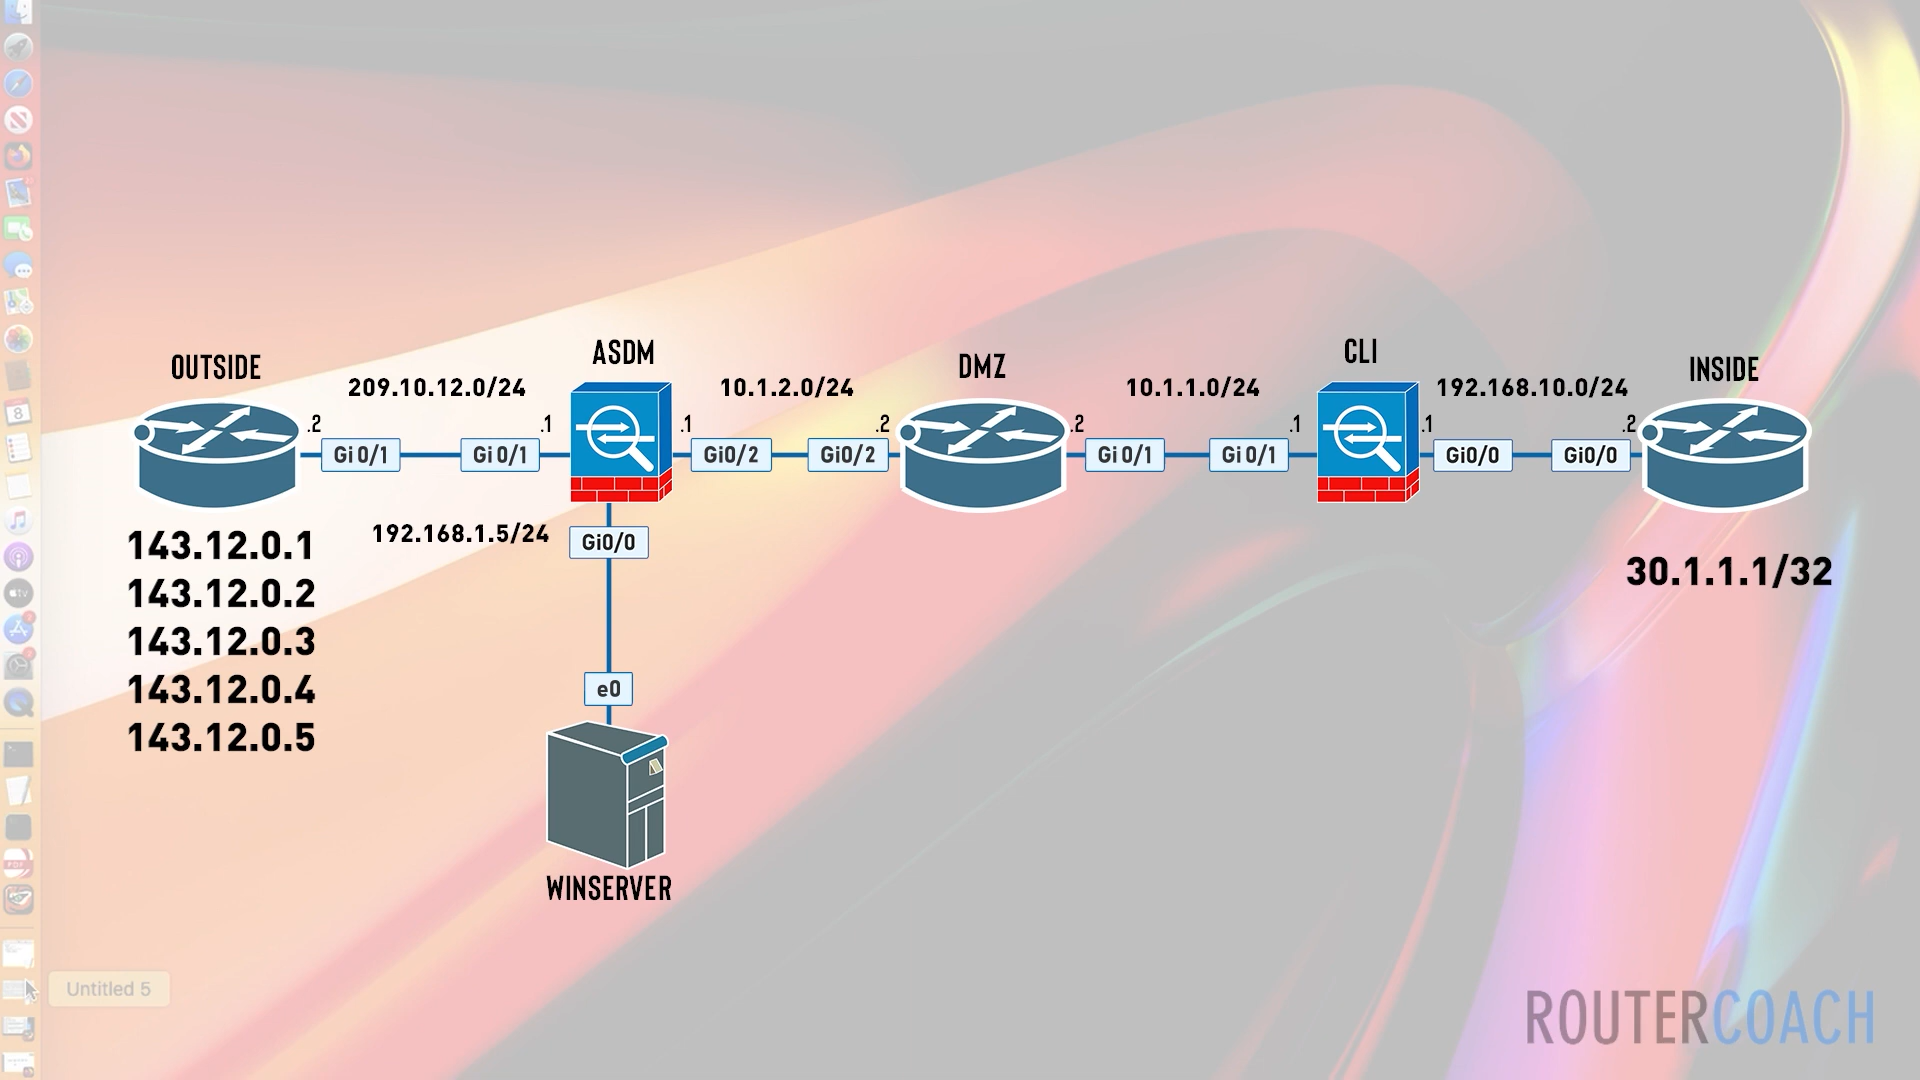 OUTSIDE
ASDM
DMZ
CLI
INSIDE
209.10.12.0/24
10.1.2.0/24
10.1.1.0/24
192.168.10.0/24
.2
.1
.1
.2
.2
.1
.1
.2
Gi 0/1
Gi 0/1
Gi0/2
Gi0/2
Gi 0/1
Gi 0/1
Gi0/0
Gi0/0
192.168.1.5/24
Gi0/0
143.12.0.1
143.12.0.2
143.12.0.3
143.12.0.4
143.12.0.5
30.1.1.1/32
e0
WINSERVER
8
tv
PDF
Untitled 5
ROUTERCOACH